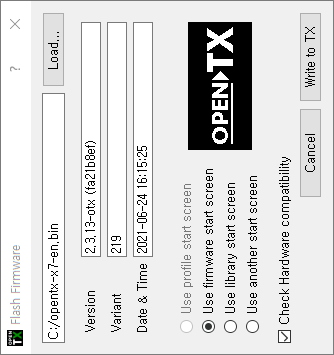 Flash Firmware
?
C:/opentx-x7-en.bin
Load...
Version 2.3.13-otx (fa21b8ef)
Variant 219
Date & Time 2021-06-24 16:15:25
Use profile start screen
Use firmware start screen
Use library start screen
Use another start screen
OPENTX
Check Hardware compatibility
Cancel
Write to TX